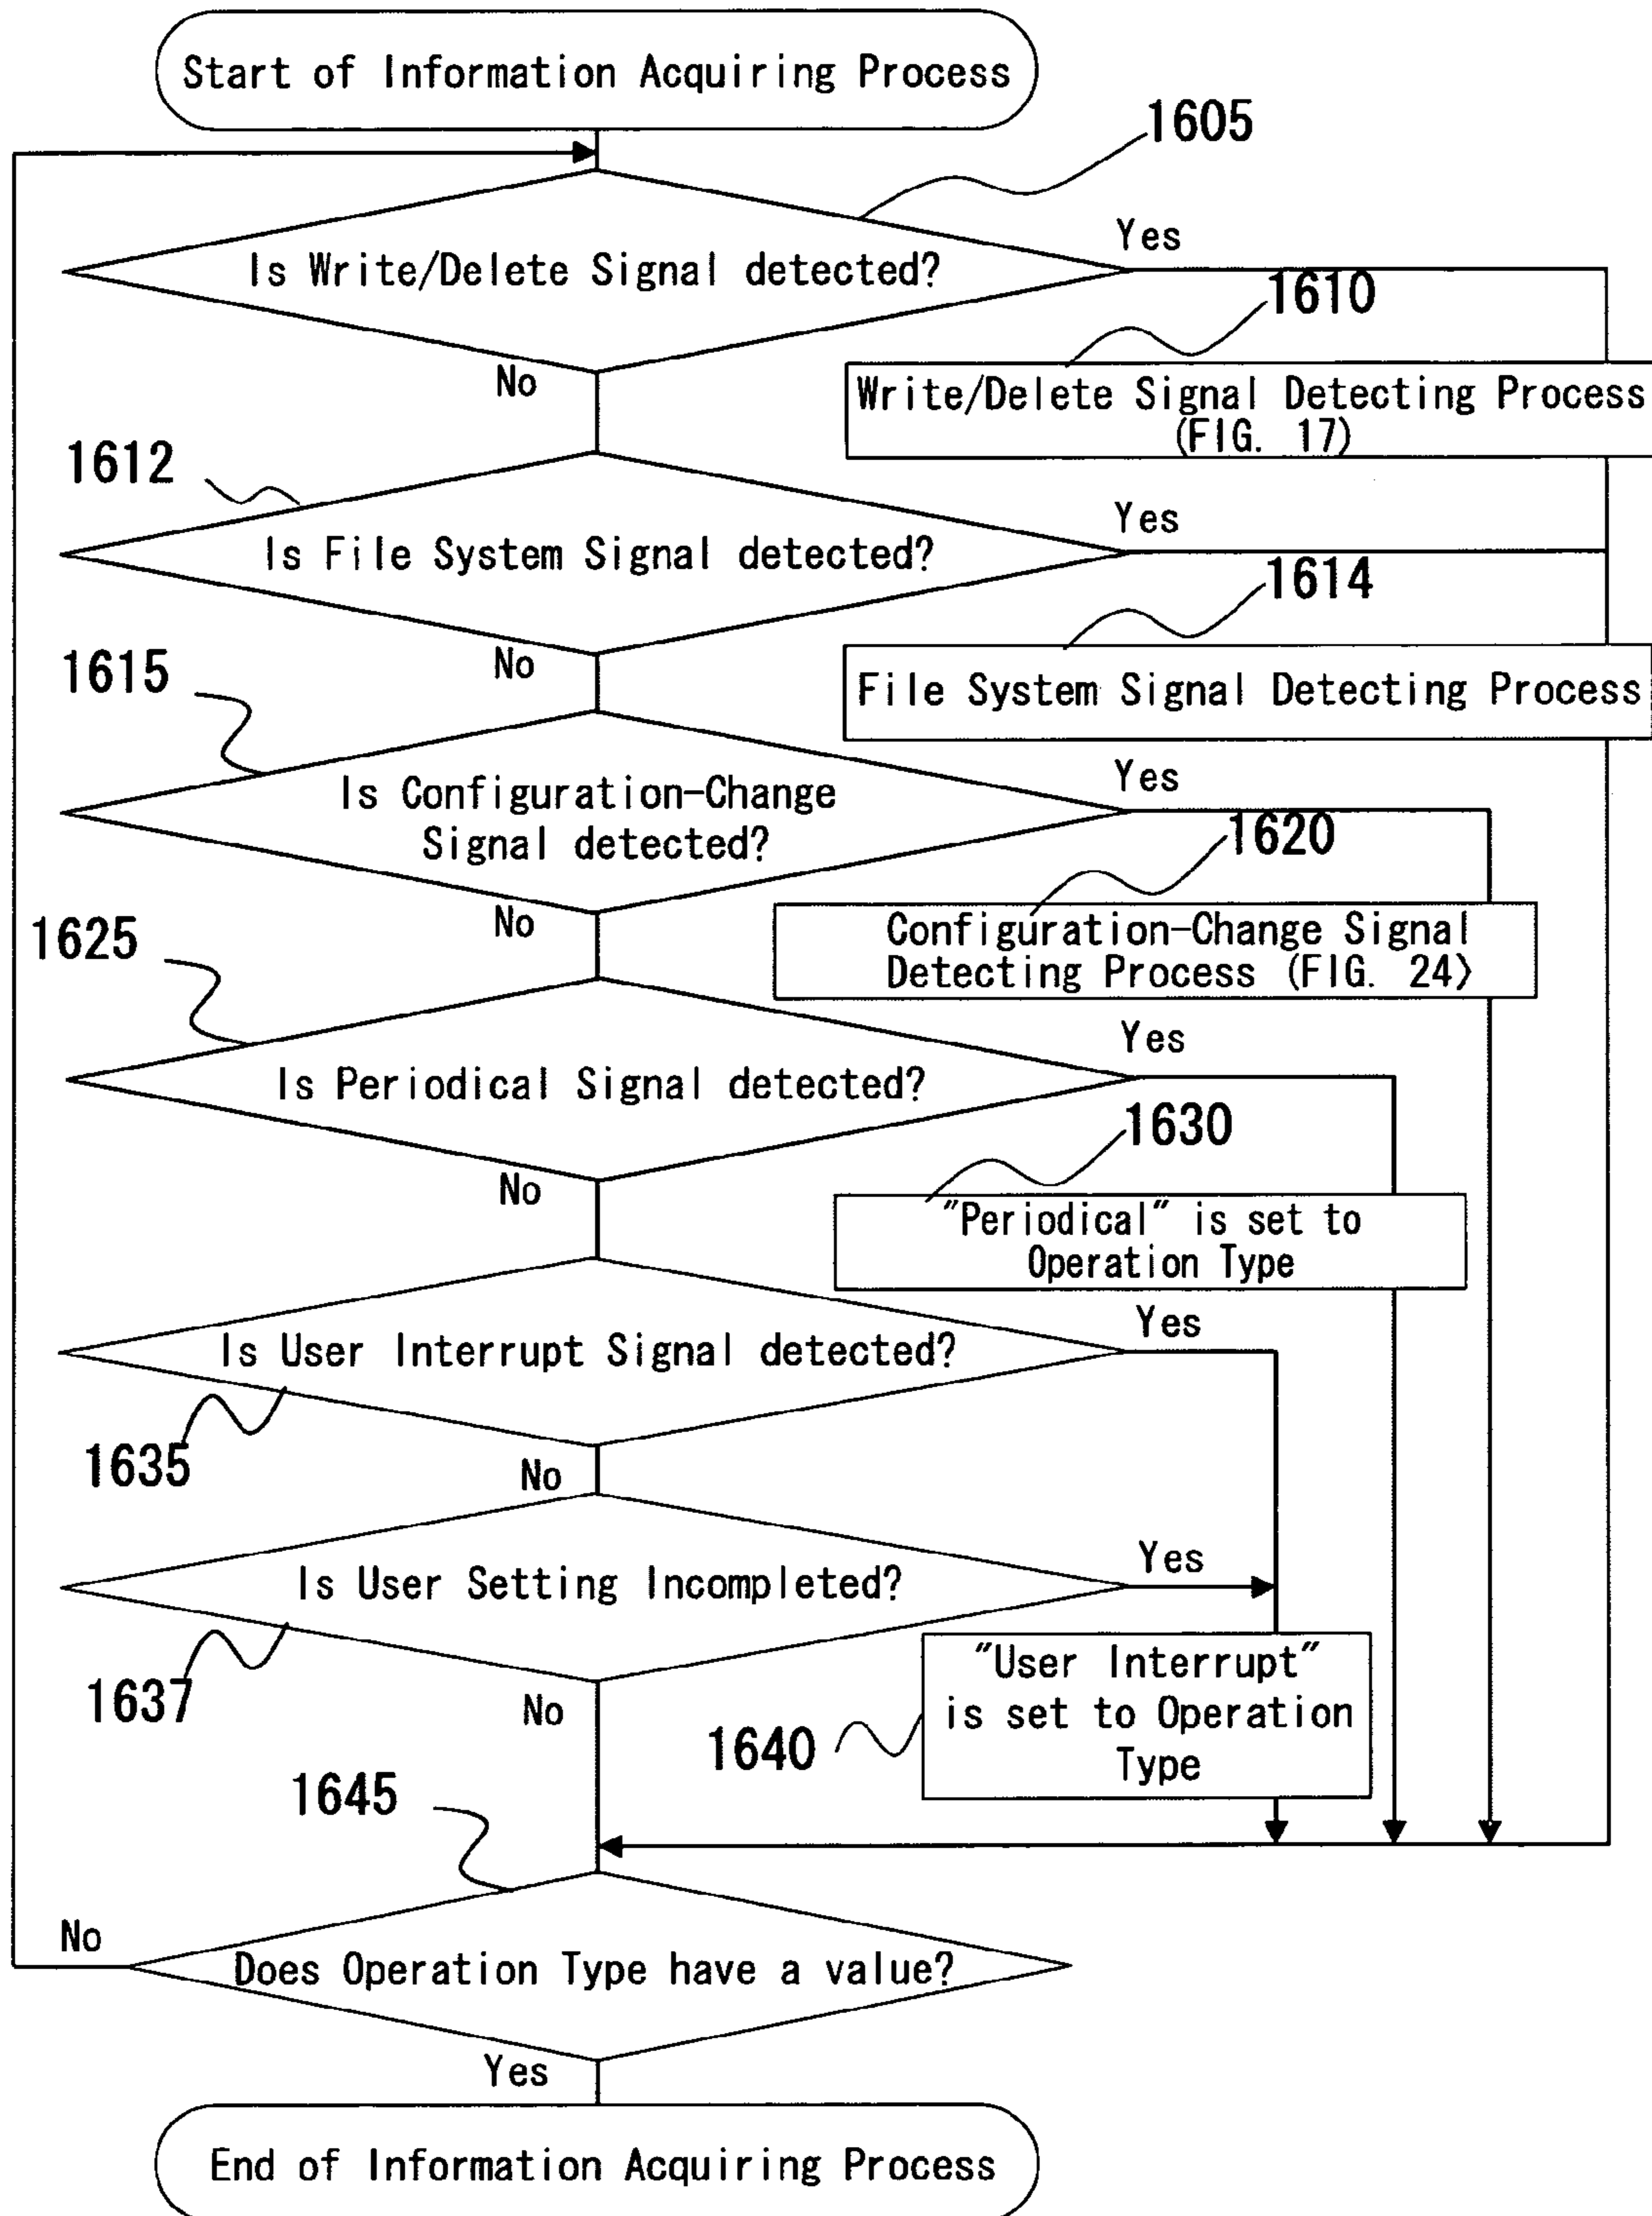 Start of Information Acquiring Process
1605
Is Write/Delete Signal detected?
Yes
1610
No
Write/Delete Signal Detecting Process
(FIG. 17)
1612
Is File System Signal detected?
Yes
1614
No
File System Signal Detecting Process
1615
Is Configuration-Change
Signal detected?
Yes
1620
No
Configuration-Change Signal
Detecting Process (FIG. 24)
1625
Is Periodical Signal detected?
Yes
1630
No
"Periodical" is set to
Operation Type
Is User Interrupt Signal detected?
Yes
1635
No
Is User Setting Incompleted?
Yes
1637
No
"User Interrupt"
is set to Operation
Type
1640
1645
Does Operation Type have a value?
No
Yes
End of Information Acquiring Process